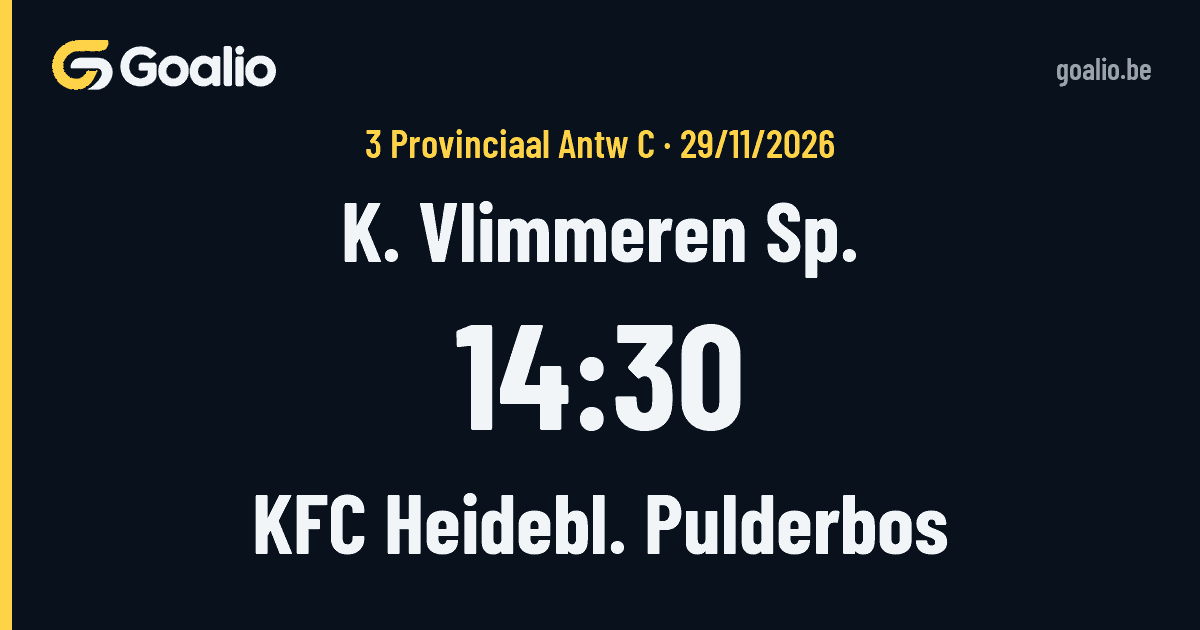 Goalio
goalio.be
3 Provinciaal Antw C · 29/11/2026
K. Vlimmeren Sp.
14:30
KFC Heidebl. Pulderbos